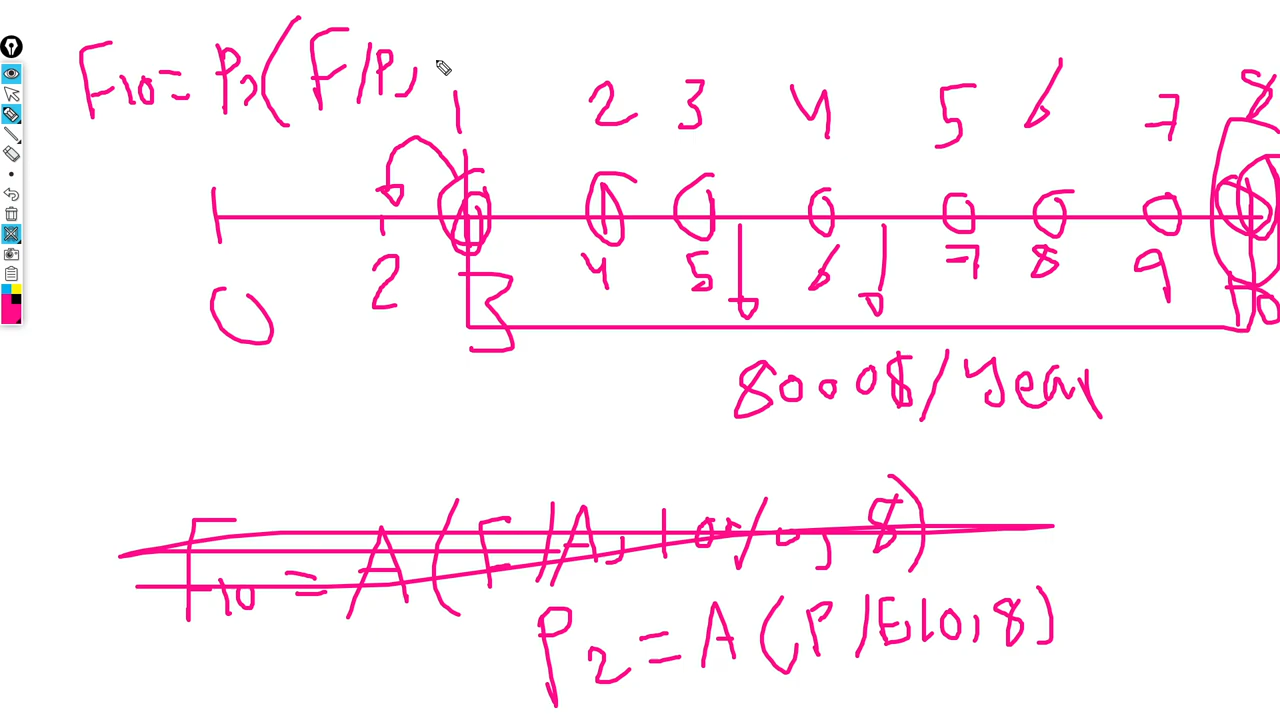 F10 = P2(F/P,
1 2 3 4 5 6 7 8
0 2 3 4 5 6 7 8 9 10
8000$/year
F10 = A(F/A, 10%, 8)
P2 = A(P/E,10,8)